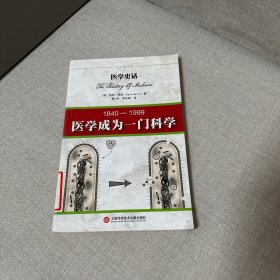 医学史话
The History Of Medicine
1840—1999
医学成为一门科学
上海科学技术文献出版社